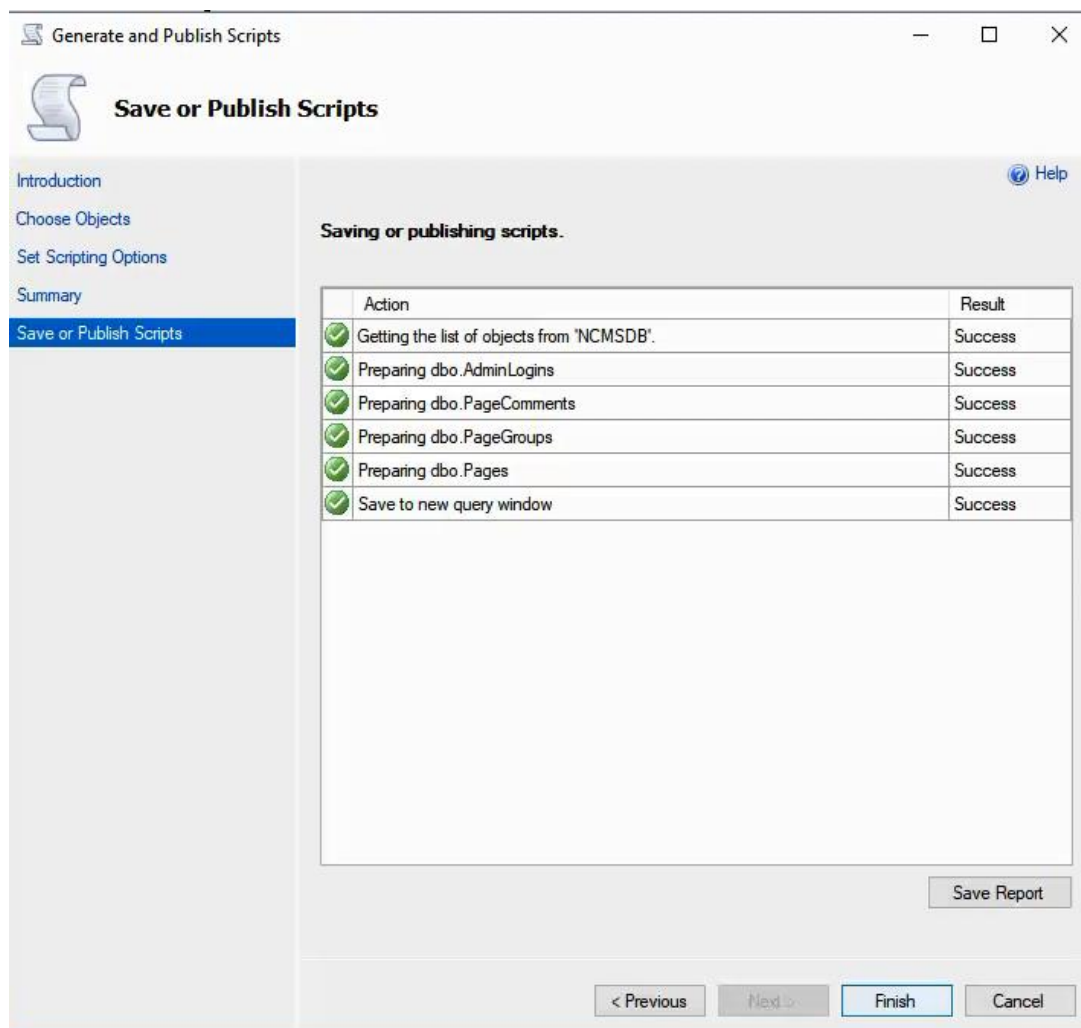 Generate and Publish Scripts
Save or Publish Scripts
Introduction
Choose Objects
Set Scripting Options
Summary
Save or Publish Scripts
Help
Saving or publishing scripts.
Action Result
Getting the list of objects from 'NCMSDB'. Success
Preparing dbo.AdminLogins Success
Preparing dbo.PageComments Success
Preparing dbo.PageGroups Success
Preparing dbo.Pages Success
Save to new query window Success
Save Report
< Previous Next > Finish Cancel